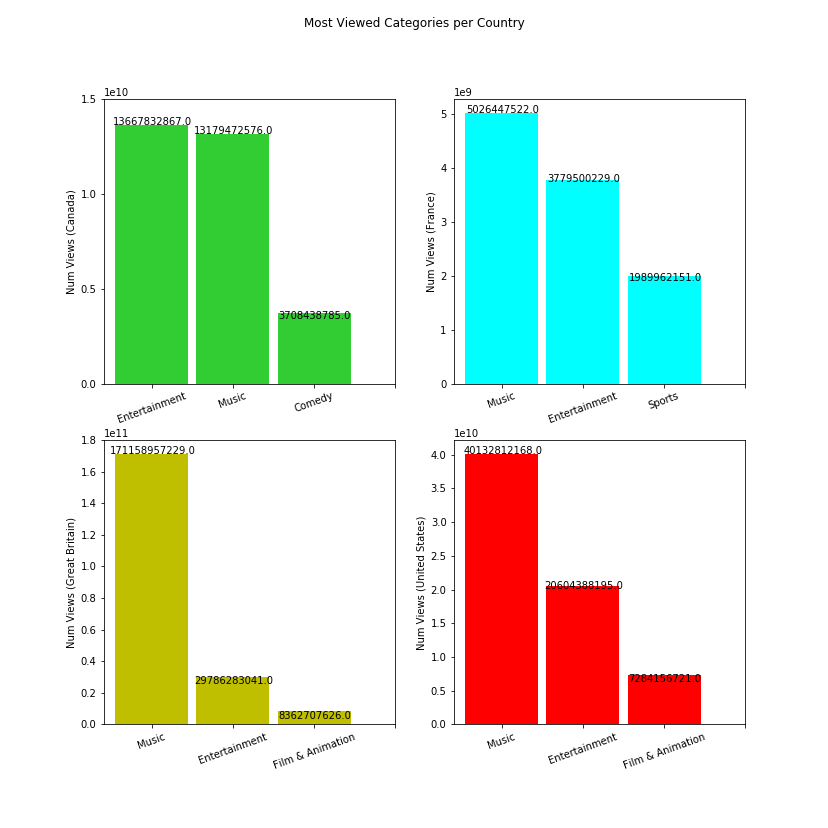 Most Viewed Categories per Country
1e10
1.5
1.0
0.5
0.0
Num Views (Canada)
13667832867.0
13179472576.0
3708438785.0
Entertainment
Music
Comedy
1e9
5
4
3
2
1
0
Num Views (France)
5026447522.0
3779500229.0
1989962151.0
Music
Entertainment
Sports
1e11
1.8
1.6
1.4
1.2
1.0
0.8
0.6
0.4
0.2
0.0
Num Views (Great Britain)
171158957229.0
29786283041.0
8362707626.0
Music
Entertainment
Film & Animation
1e10
4.0
3.5
3.0
2.5
2.0
1.5
1.0
0.5
0.0
Num Views (United States)
40132812168.0
20604388195.0
7284156721.0
Music
Entertainment
Film & Animation